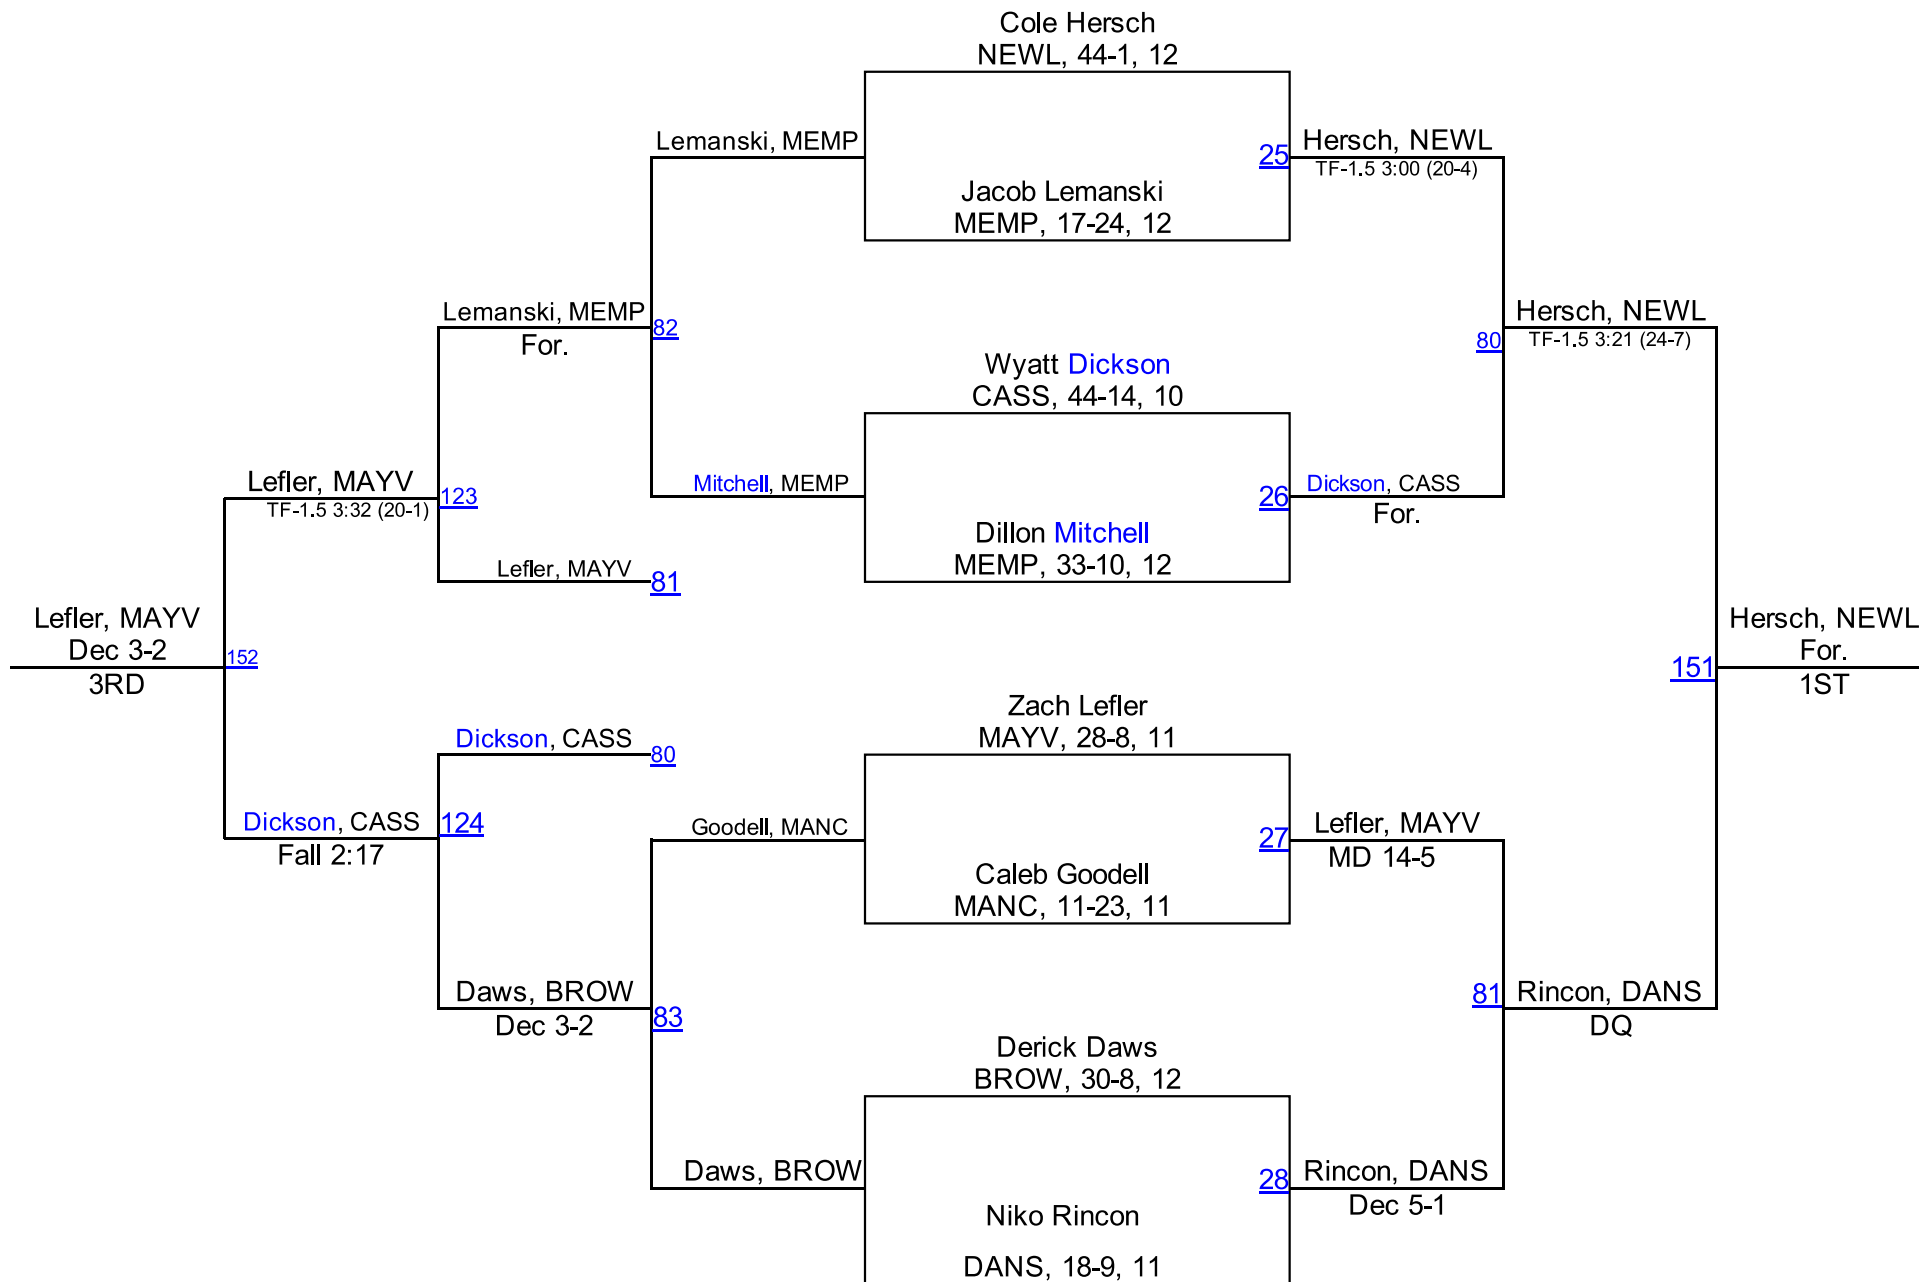 Cole Hersch
NEWL, 44-1, 12
Lemanski, MEMP
25
Hersch, NEWL
TF-1.5 3:00 (20-4)
Jacob Lemanski
MEMP, 17-24, 12
Lemanski, MEMP
For.
82
Hersch, NEWL
TF-1.5 3:21 (24-7)
80
Wyatt Dickson
CASS, 44-14, 10
Lefler, MAYV
TF-1.5 3:32 (20-1)
123
Mitchell, MEMP
26
Dickson, CASS
For.
Dillon Mitchell
MEMP, 33-10, 12
Lefler, MAYV
81
Lefler, MAYV
Dec 3-2
3RD
152
Hersch, NEWL
For.
1ST
151
Zach Lefler
MAYV, 28-8, 11
Dickson, CASS
80
Dickson, CASS
Fall 2:17
124
Goodell, MANC
27
Lefler, MAYV
MD 14-5
Caleb Goodell
MANC, 11-23, 11
Daws, BROW
Dec 3-2
83
81
Rincon, DANS
DQ
Derick Daws
BROW, 30-8, 12
Daws, BROW
28
Rincon, DANS
Dec 5-1
Niko Rincon
DANS, 18-9, 11